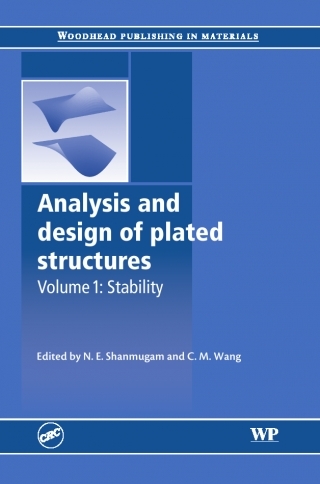 WOODHEAD PUBLISHING IN MATERIALS
Analysis and
design of plated
structures
Volume 1: Stability
Edited by N. E. Shanmugam and C. M. Wang
CRC
WP